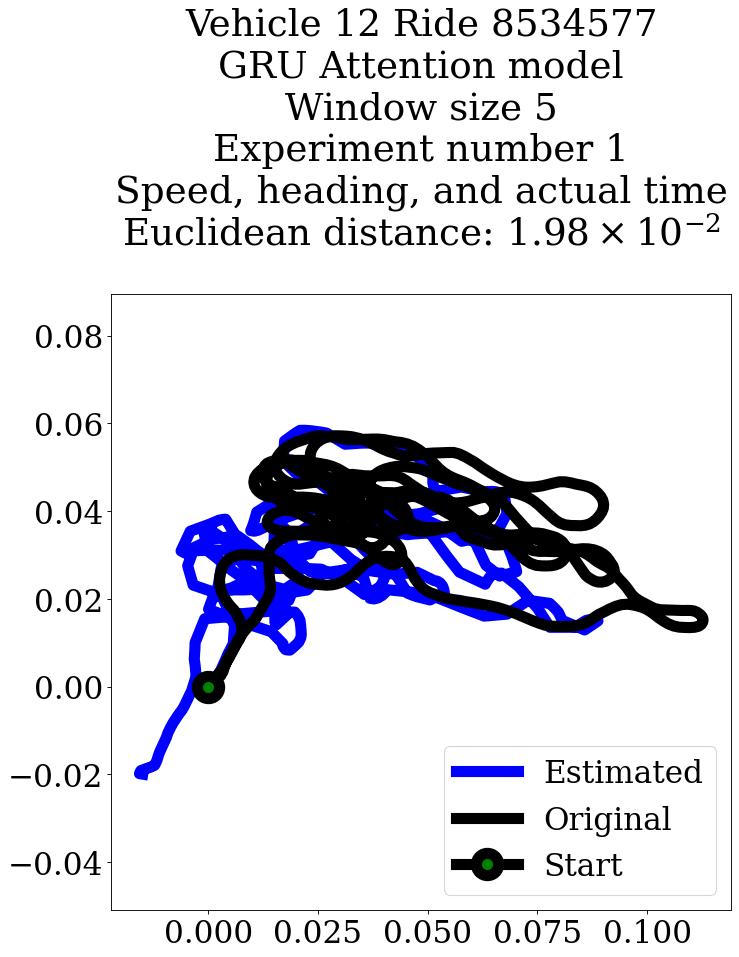 Vehicle 12 Ride 8534577
GRU Attention model
Window size 5
Experiment number 1
Speed, heading, and actual time
Euclidean distance: 1.98 × 10⁻²
0.08
0.06
0.04
0.02
0.00
−0.02
−0.04
Estimated
Original
Start
0.000 0.025 0.050 0.075 0.100